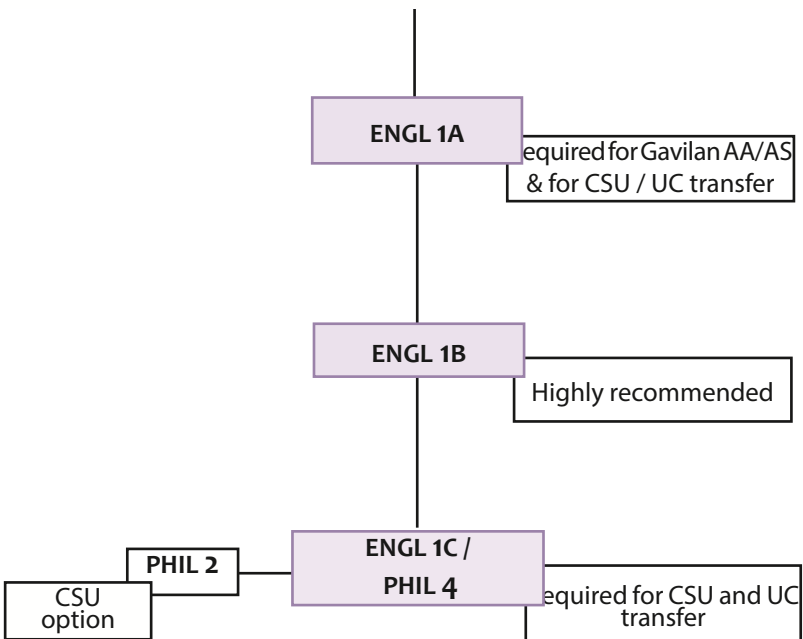 ENGL 1A
equired for Gavilan AA/AS
& for CSU / UC transfer
ENGL 1B
Highly recommended
ENGL 1C /
PHIL 4
PHIL 2
CSU
option
equired for CSU and UC
transfer